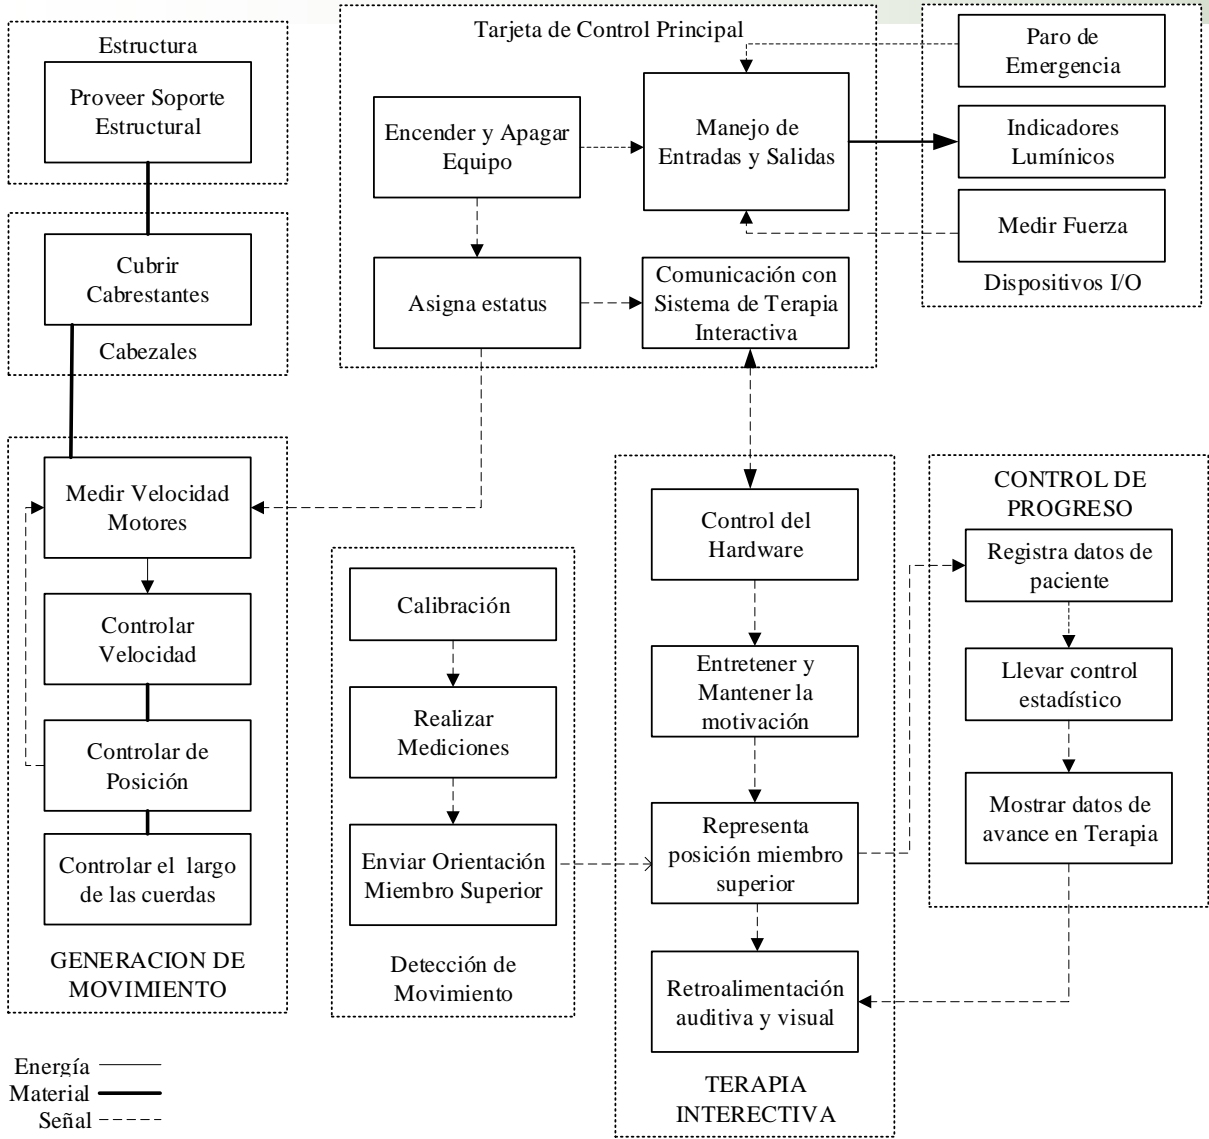 Estructura
Proveer Soporte
Estructural
Cubrir
Cabrestantes
Cabezales
Tarjeta de Control Principal
Encender y Apagar
Equipo
Manejo de
Entradas y Salidas
Asigna estatus
Comunicación con
Sistema de Terapia
Interactiva
Paro de
Emergencia
Indicadores
Lumínicos
Medir Fuerza
Dispositivos I/O
Medir Velocidad
Motores
Controlar
Velocidad
Controlar de
Posición
Controlar el largo
de las cuerdas
GENERACION DE
MOVIMIENTO
Calibración
Realizar
Mediciones
Enviar Orientación
Miembro Superior
Detección de
Movimiento
Control del
Hardware
Entretener y
Mantener la
motivación
Representa
posición miembro
superior
Retroalimentación
auditiva y visual
TERAPIA
INTERECTIVA
CONTROL DE
PROGRESO
Registra datos de
paciente
Llevar control
estadístico
Mostrar datos de
avance en Terapia
Energía
Material
Señal